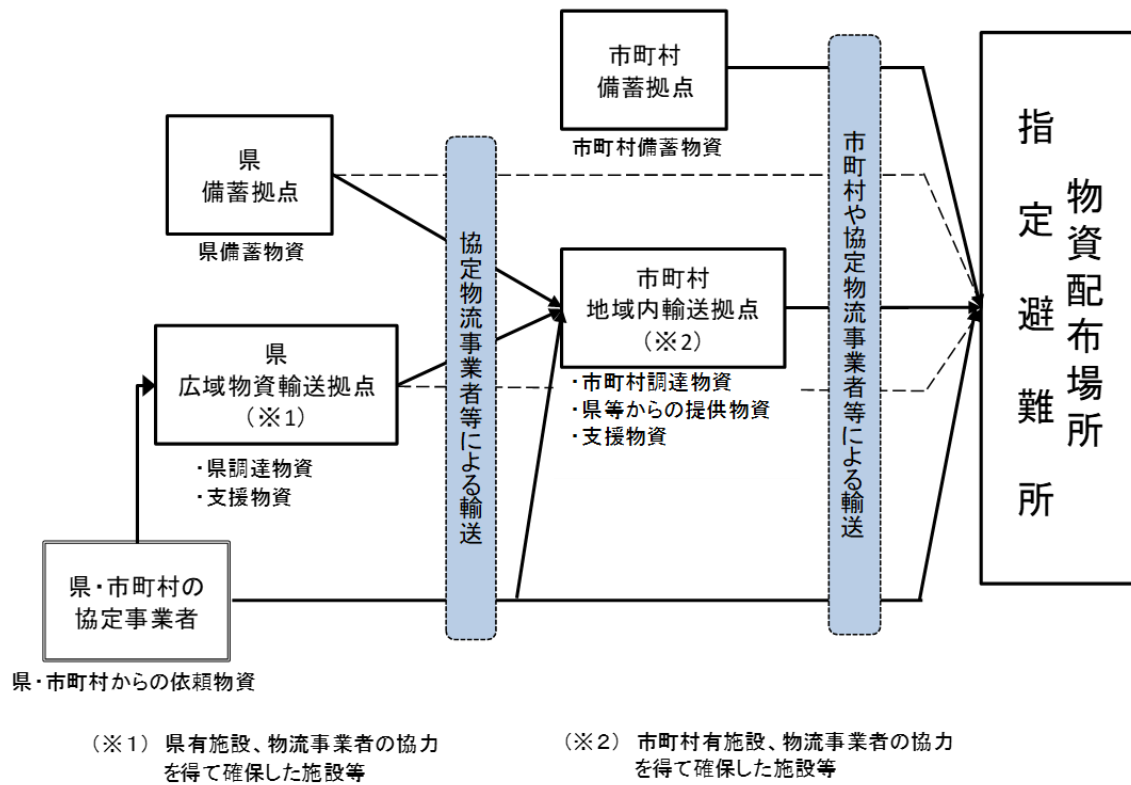 市町村
備蓄拠点
市町村備蓄物資
県
備蓄拠点
県備蓄物資
協定物流事業者等による輸送
市町村
地域内輸送拠点
(※2)
・市町村調達物資
・県等からの提供物資
・支援物資
県
広域物資輸送拠点
(※1)
・県調達物資
・支援物資
市町村や協定物流事業者等による輸送
物資配布場所
指定避難所
県・市町村の
協定事業者
県・市町村からの依頼物資
(※1) 県有施設、物流事業者の協力
を得て確保した施設等
(※2) 市町村有施設、物流事業者の協力
を得て確保した施設等